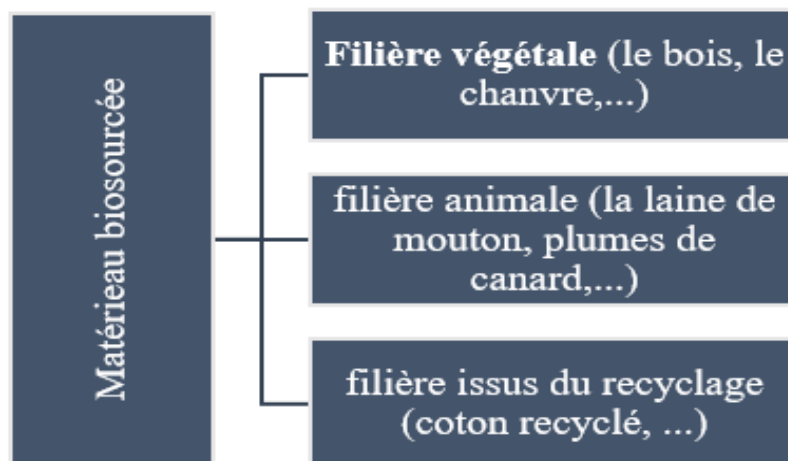 Matérieau biosourcée
Filière végétale (le bois, le
chanvre,...)
filière animale (la laine de
mouton, plumes de
canard,...)
filière issus du recyclage
(coton recyclé, ...)